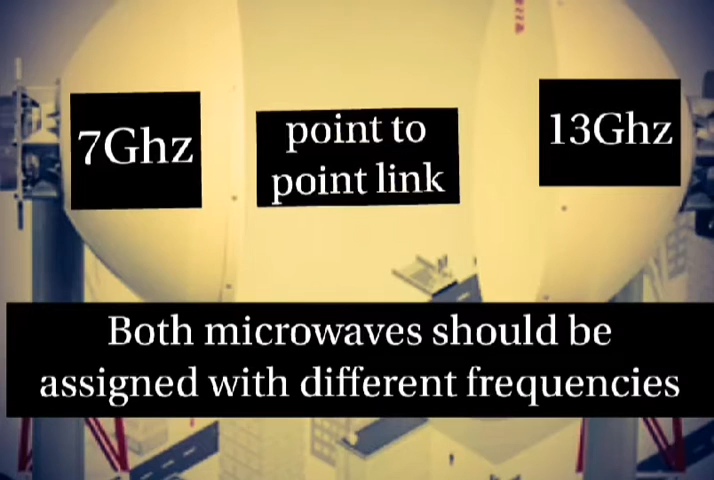 7Ghz
point to
point link
13Ghz
Both microwaves should be
assigned with different frequencies